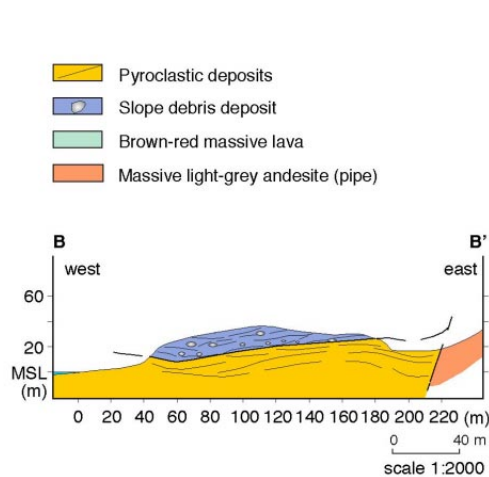 Pyroclastic deposits
Slope debris deposit
Brown-red massive lava
Massive light-grey andesite (pipe)
B B'
west east
60
20
MSL
(m)
0 20 40 60 80 100 120 140 160 180 200 220 (m)
0 40 m
scale 1:2000